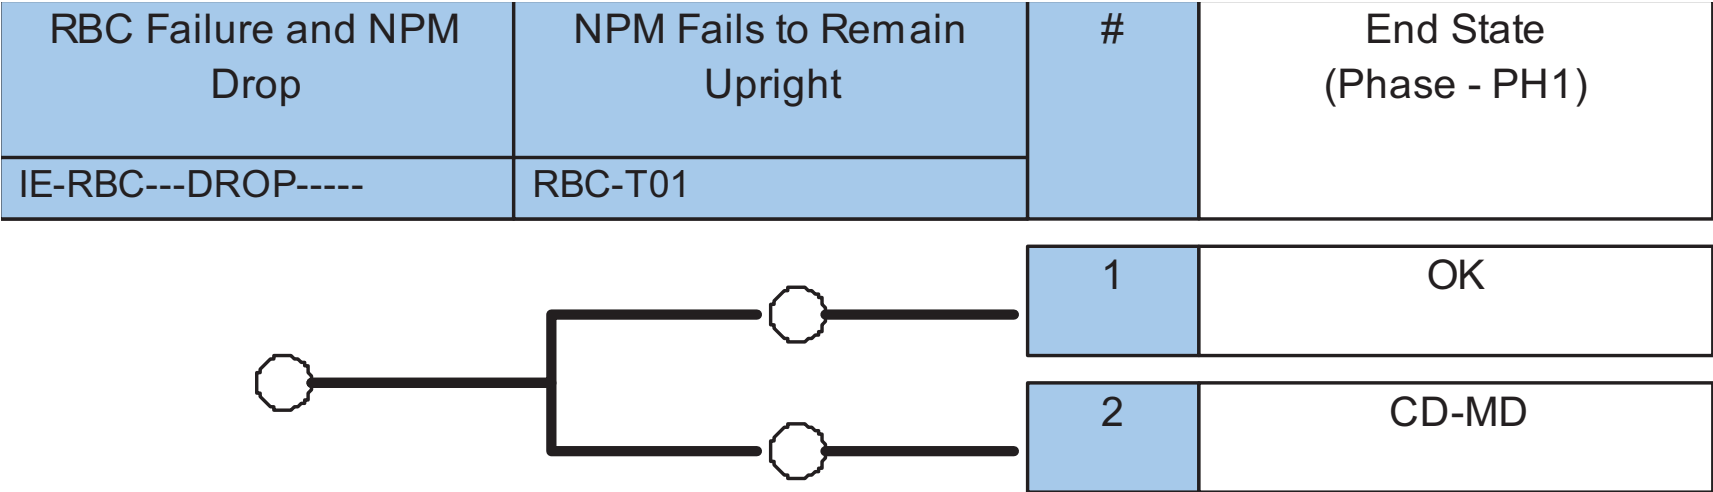 RBC Failure and NPM
Drop
NPM Fails to Remain
Upright
#
End State
(Phase - PH1)
IE-RBC---DROP-----
RBC-T01
1
OK
2
CD-MD